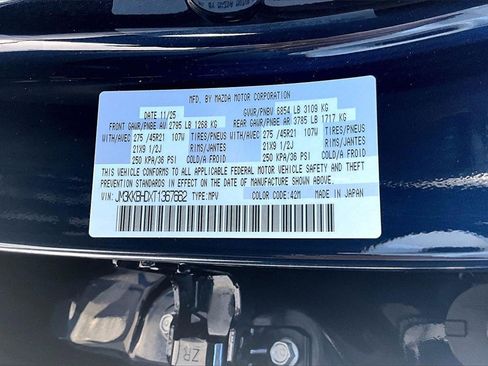 MFD. BY MAZDA MOTOR CORPORATION
DATE 11/25 GVWR/PNBV 6854 LB 3109 KG
FRONT GAWR/PNBE AV 2795 LB 1268 KG REAR GAWR/PNBE AR 3785 LB 1717 KG
WITH/AVEC 275 /45R21 107W TIRES/PNEUS WITH/AVEC 275 /45R21 107W TIRES/PNEUS
21X9 1/2J RIMS/JANTES 21X9 1/2J RIMS/JANTES
250 KPA/36 PSI COLD/A FROID 250 KPA/36 PSI COLD/A FROID
THIS VEHICLE CONFORMS TO ALL APPLICABLE FEDERAL MOTOR VEHICLE SAFETY AND THEFT
PREVENTION STANDARDS IN EFFECT ON THE DATE OF MANUFACTURE SHOWN ABOVE.
VIN: TYPE:MPV COLOR CODE:42M MADE IN JAPAN
ZR